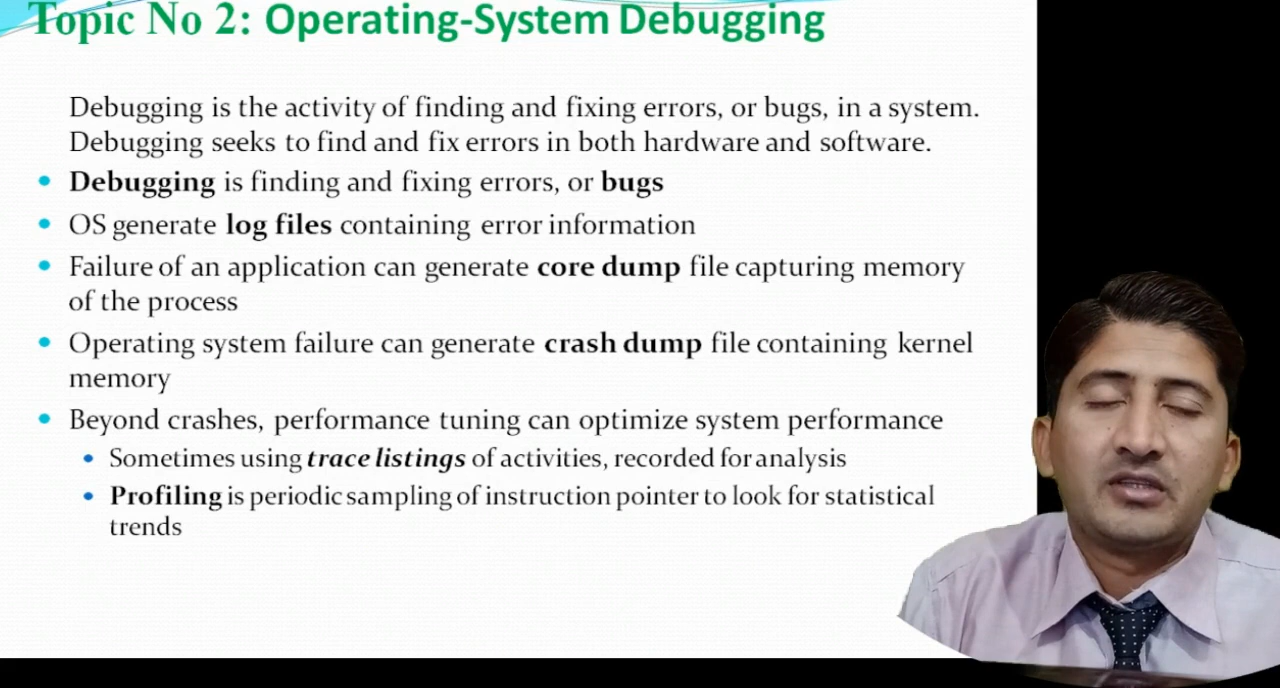 Topic No 2: Operating-System Debugging
Debugging is the activity of finding and fixing errors, or bugs, in a system.
Debugging seeks to find and fix errors in both hardware and software.
• Debugging is finding and fixing errors, or bugs
• OS generate log files containing error information
• Failure of an application can generate core dump file capturing memory
of the process
• Operating system failure can generate crash dump file containing kernel
memory
• Beyond crashes, performance tuning can optimize system performance
• Sometimes using trace listings of activities, recorded for analysis
• Profiling is periodic sampling of instruction pointer to look for statistical
trends